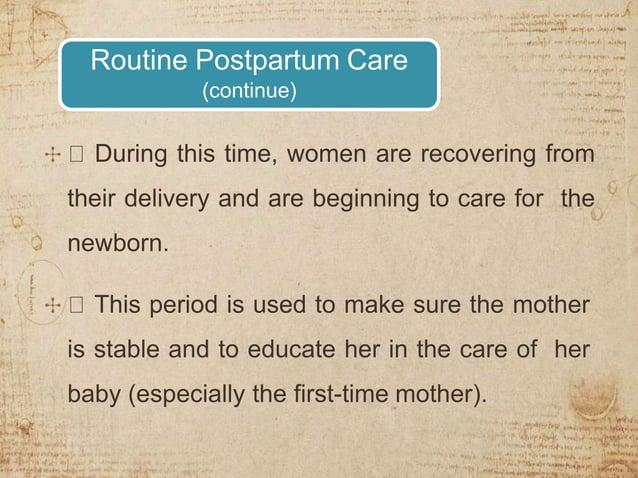 Routine Postpartum Care
(continue)
✢ □ During this time, women are recovering from
their delivery and are beginning to care for the
newborn.
✢ □ This period is used to make sure the mother
is stable and to educate her in the care of her
baby (especially the first-time mother).